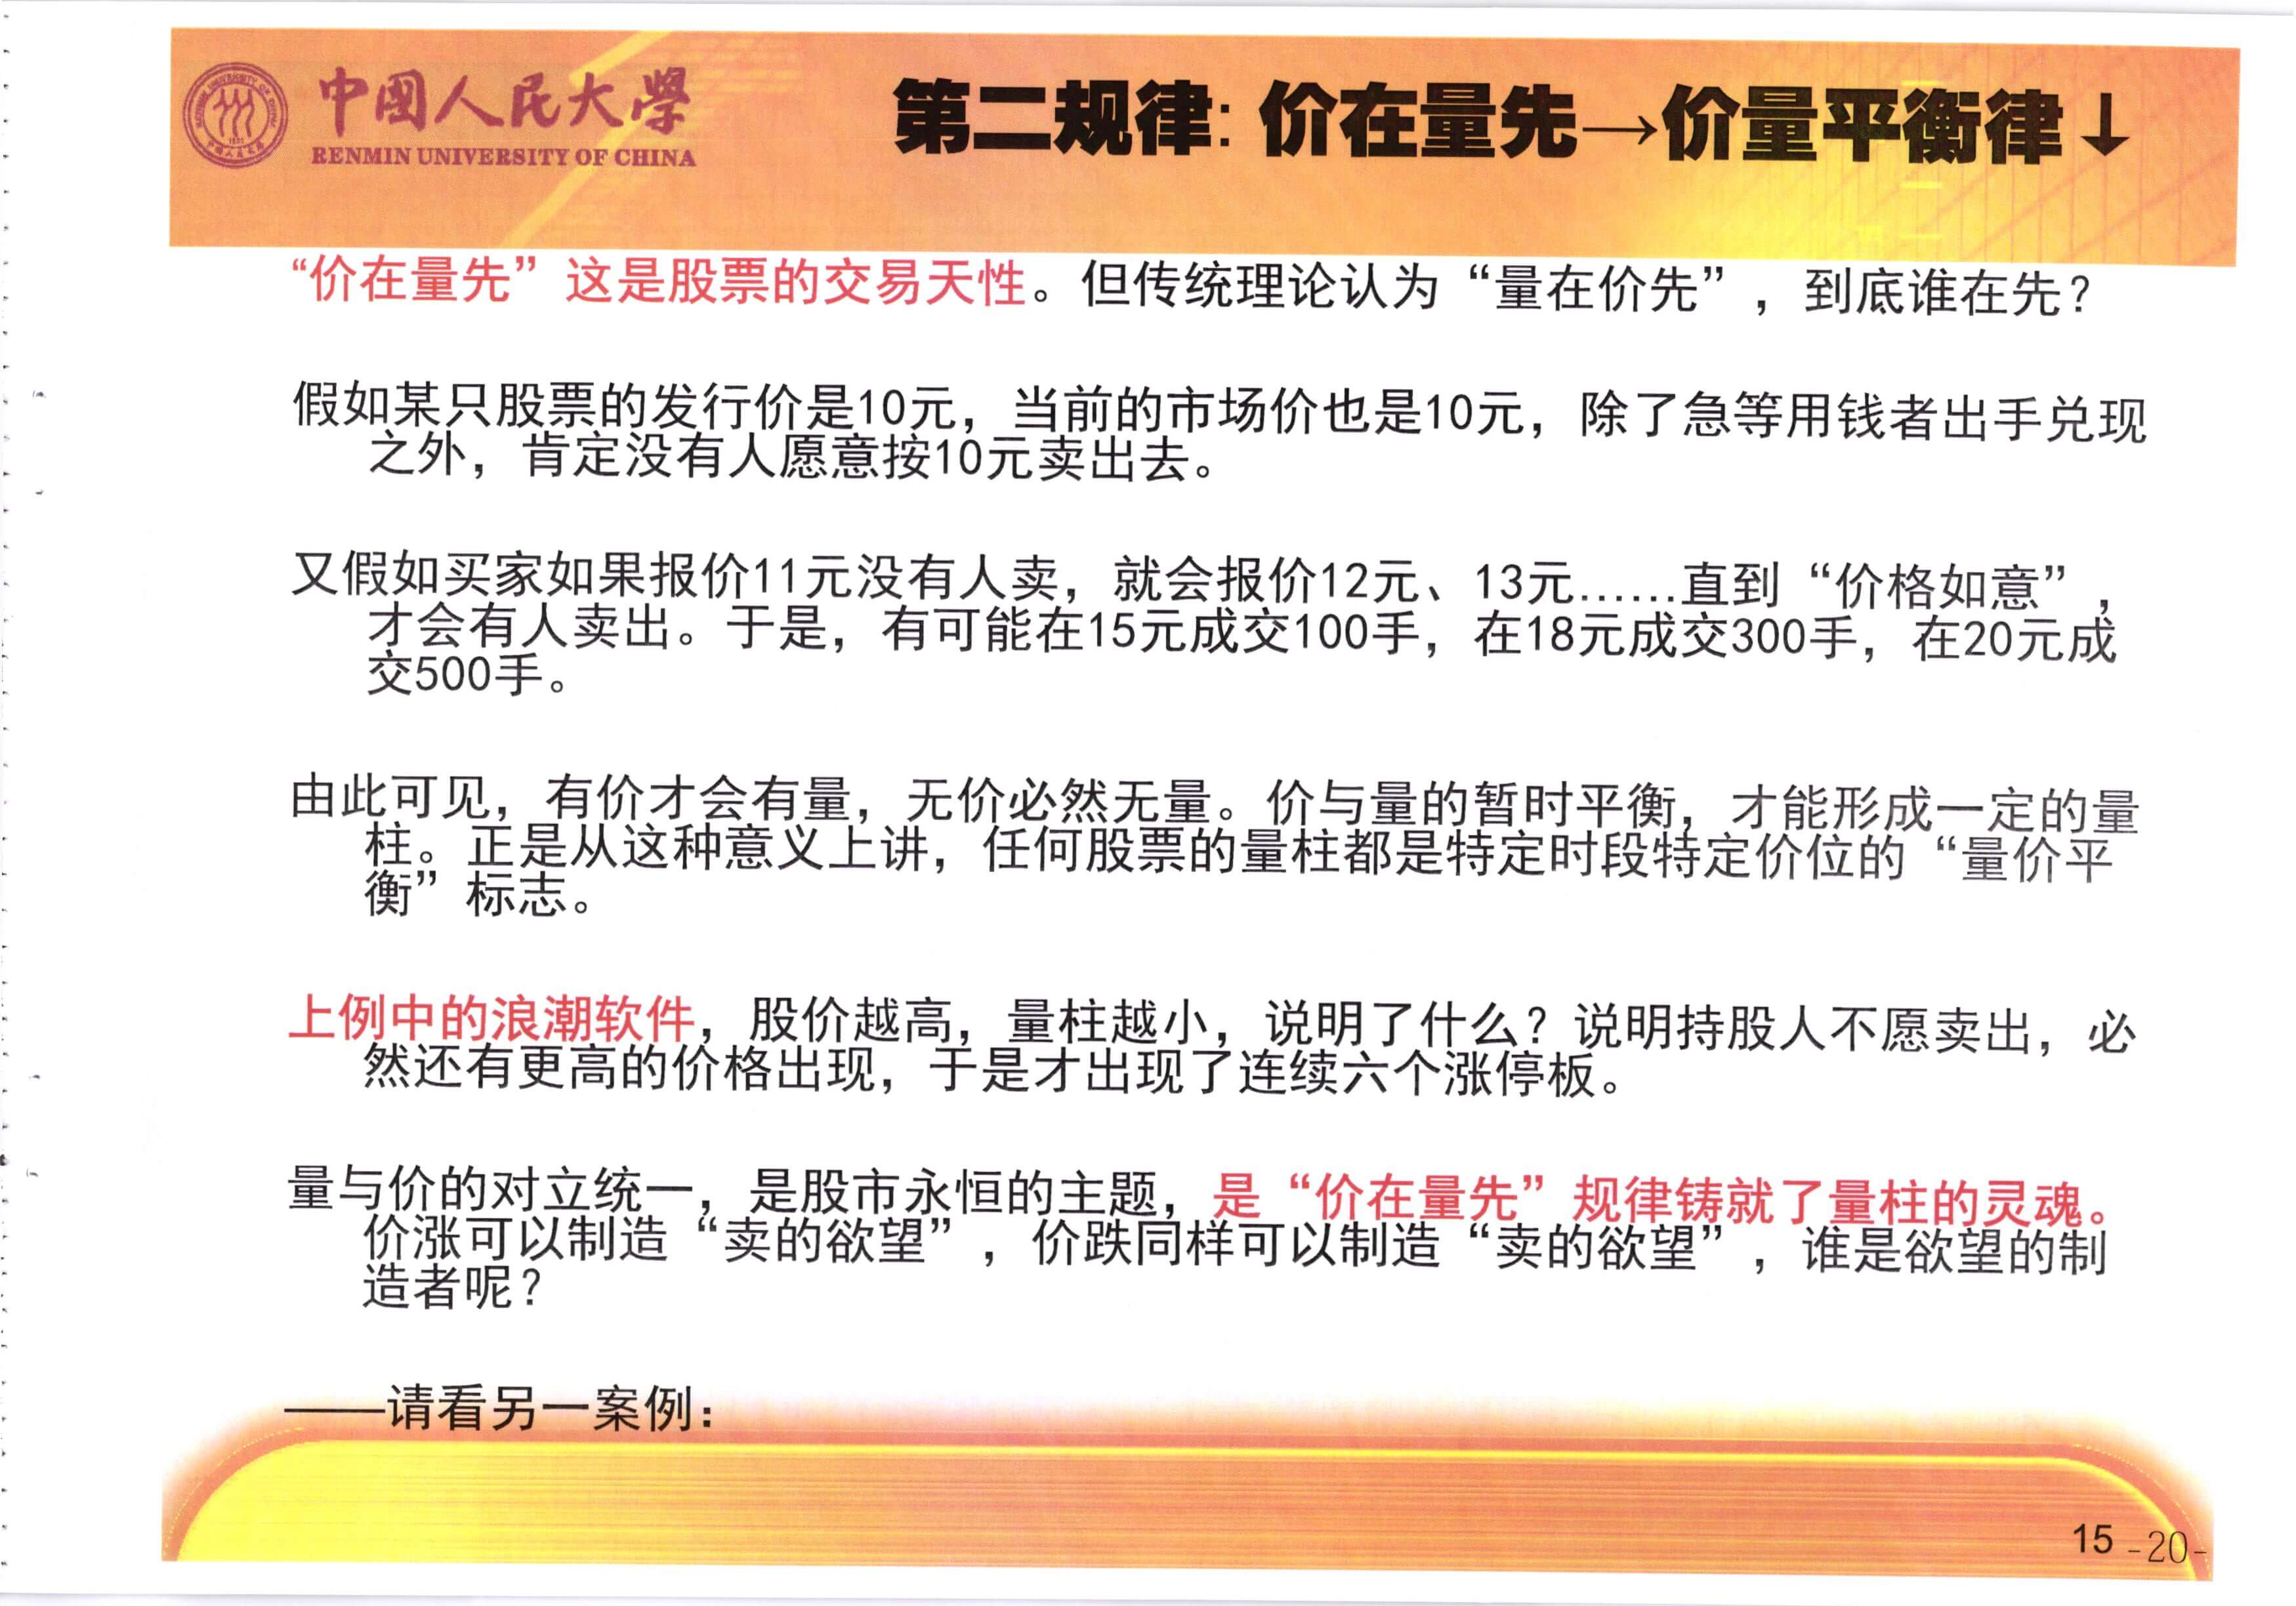 中國人民大學
RENMIN UNIVERSITY OF CHINA
第二规律: 价在量先→价量平衡律↓
“价在量先”这是股票的交易天性。但传统理论认为“量在价先”，到底谁在先？
假如某只股票的发行价是10元，当前的市场价也是10元，除了急等用钱者出手兑现
之外，肯定没有人愿意按10元卖出去。
又假如买家如果报价11元没有人卖，就会报价12元、13元……直到“价格如意”，
才会有人卖出。于是，有可能在15元成交100手，在18元成交300手，在20元成
交500手。
由此可见，有价才会有量，无价必然无量。价与量的暂时平衡，才能形成一定的量
柱。正是从这种意义上讲，任何股票的量柱都是特定时段特定价位的“量价平
衡”标志。
上例中的浪潮软件，股价越高，量柱越小，说明了什么？说明持股人不愿卖出，必
然还有更高的价格出现，于是才出现了连续六个涨停板。
量与价的对立统一，是股市永恒的主题，是“价在量先”规律铸就了量柱的灵魂。
价涨可以制造“卖的欲望”，价跌同样可以制造“卖的欲望”，谁是欲望的制
造者呢？
——请看另一案例：
15 -20-